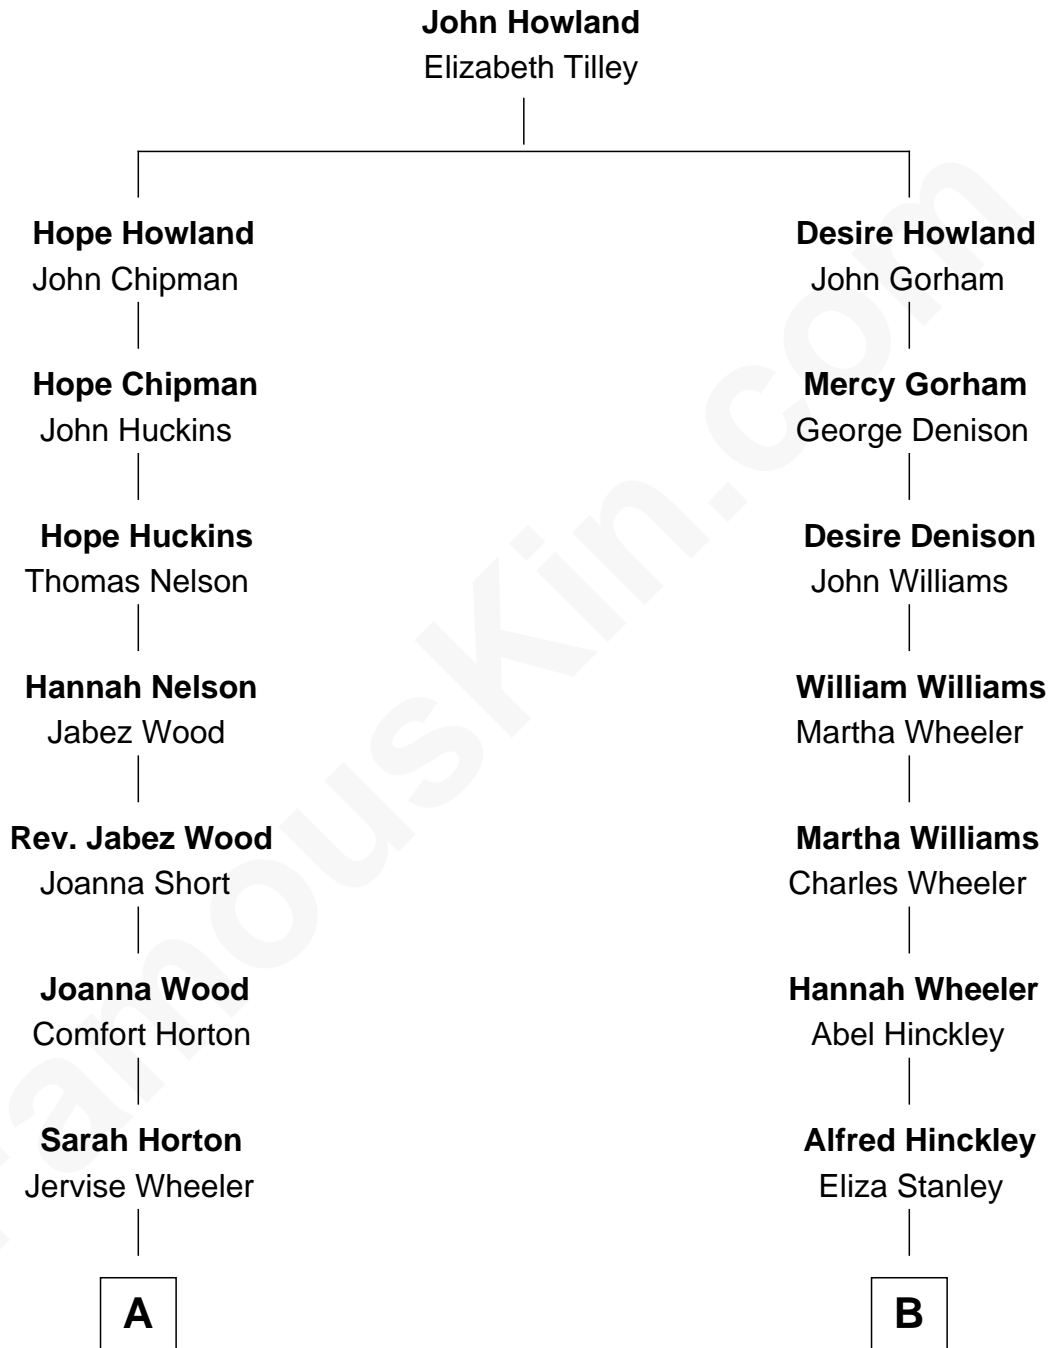 John Howland
Elizabeth Tilley
Hope Howland
John Chipman
Desire Howland
John Gorham
Hope Chipman
John Huckins
Mercy Gorham
George Denison
Hope Huckins
Thomas Nelson
Desire Denison
John Williams
Hannah Nelson
Jabez Wood
William Williams
Martha Wheeler
Rev. Jabez Wood
Joanna Short
Martha Williams
Charles Wheeler
Joanna Wood
Comfort Horton
Hannah Wheeler
Abel Hinckley
Sarah Horton
Jervise Wheeler
Alfred Hinckley
Eliza Stanley
A
B
FamousKin.com